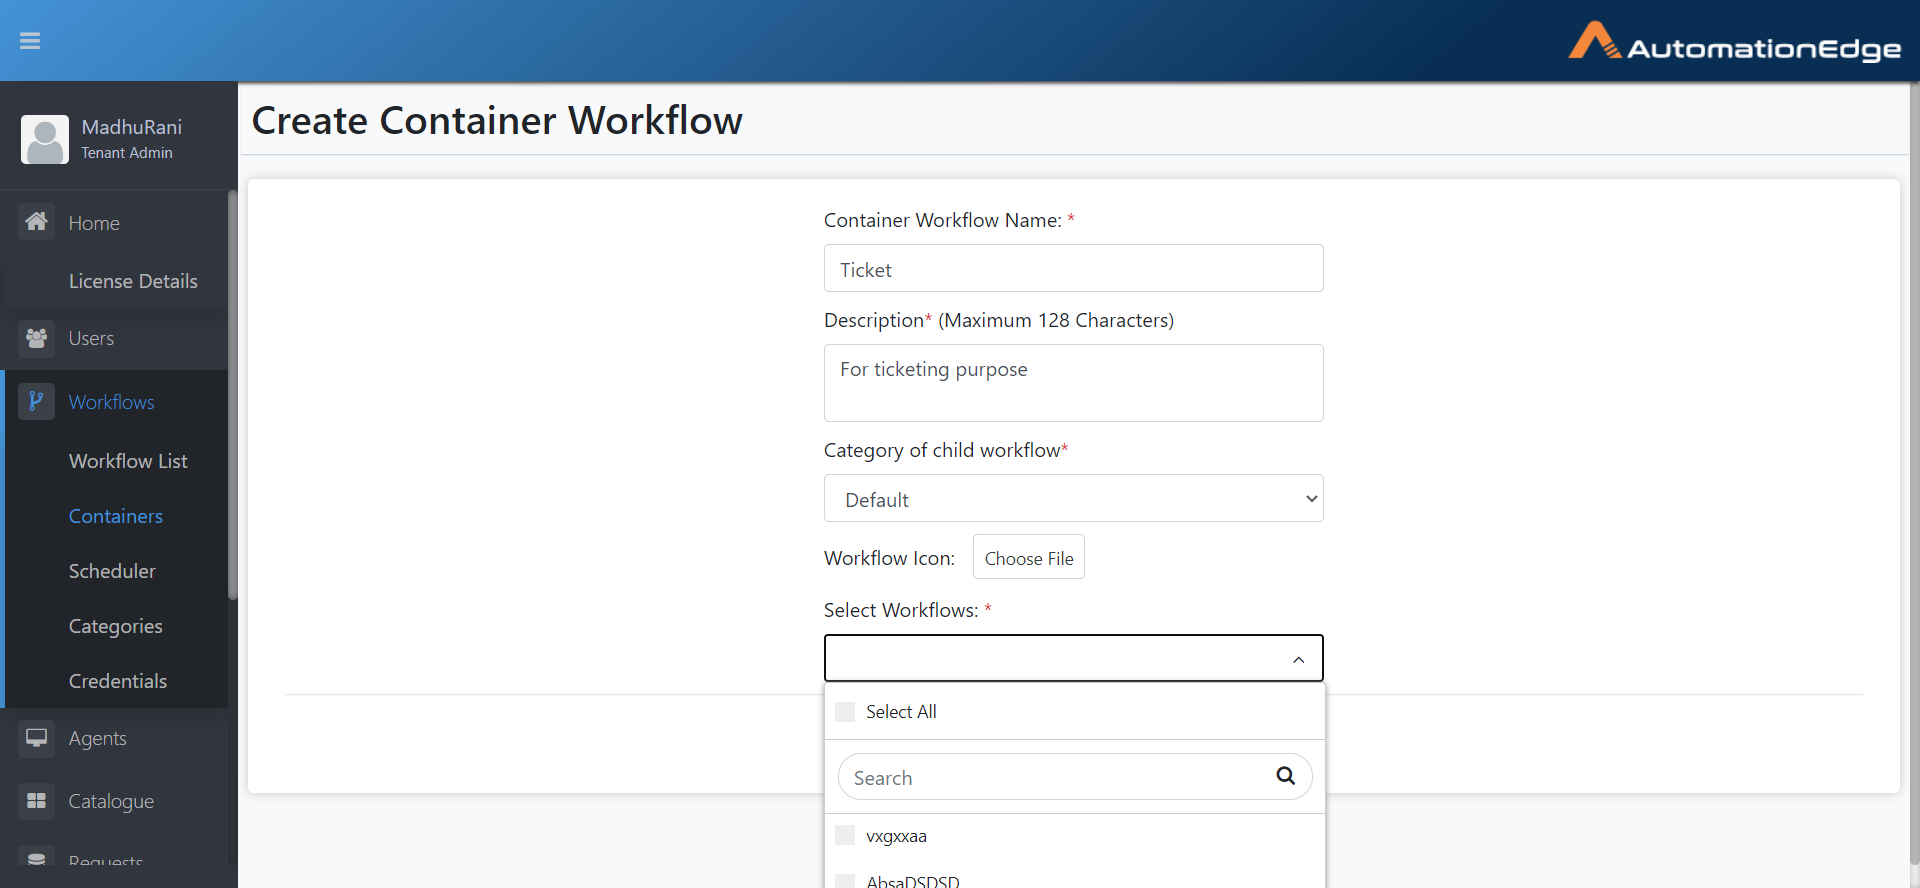 AutomationEdge
MadhuRani
Tenant Admin
Home
License Details
Users
Workflows
Workflow List
Containers
Scheduler
Categories
Credentials
Agents
Catalogue
Requests
Create Container Workflow
Container Workflow Name: *
Ticket
Description* (Maximum 128 Characters)
For ticketing purpose
Category of child workflow*
Default
Workflow Icon: Choose File
Select Workflows: *
Select All
Search
vxgxxaa
AbsaDSDSD